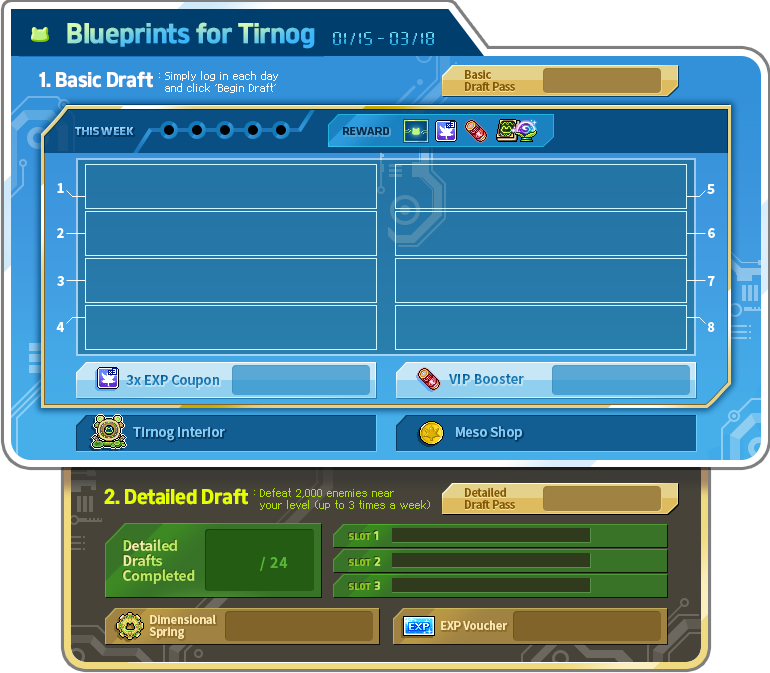 Blueprints for Tirnog 01/15 - 03/18
1. Basic Draft : Simply log in each day
and click 'Begin Draft'
Basic
Draft Pass
THIS WEEK
REWARD
1
2
3
4
5
6
7
8
3x EXP Coupon
VIP Booster
Tirnog Interior
Meso Shop
2. Detailed Draft : Defeat 2,000 enemies near
your level (up to 3 times a week)
Detailed
Draft Pass
Detailed
Drafts
Completed
/ 24
SLOT 1
SLOT 2
SLOT 3
Dimensional
Spring
EXP
EXP Voucher